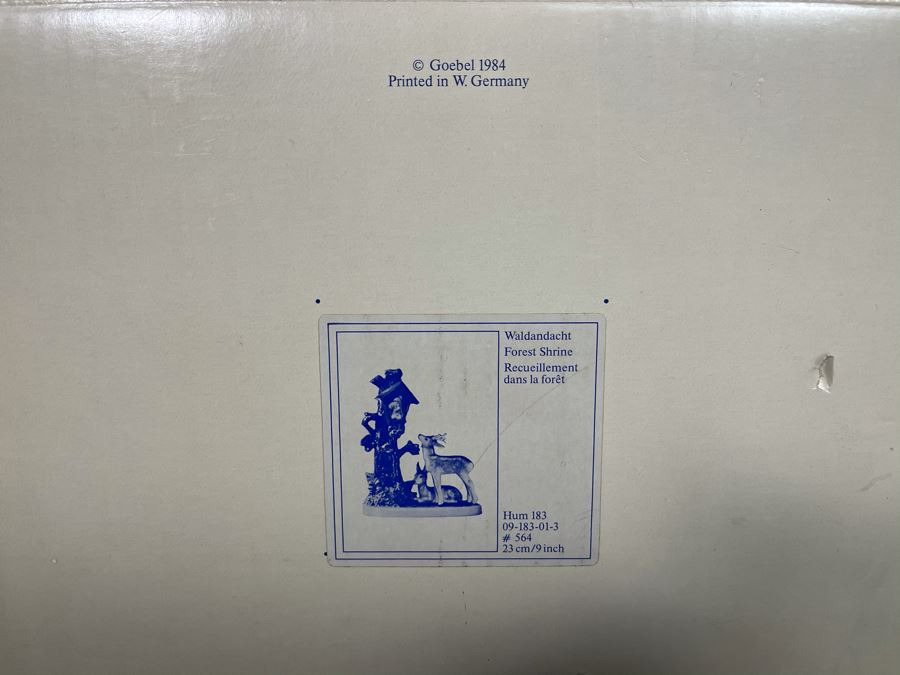 © Goebel 1984
Printed in W. Germany
Waldandacht
Forest Shrine
Recueillement
dans la forêt
Hum 183
09-183-01-3
# 564
23 cm/9 inch